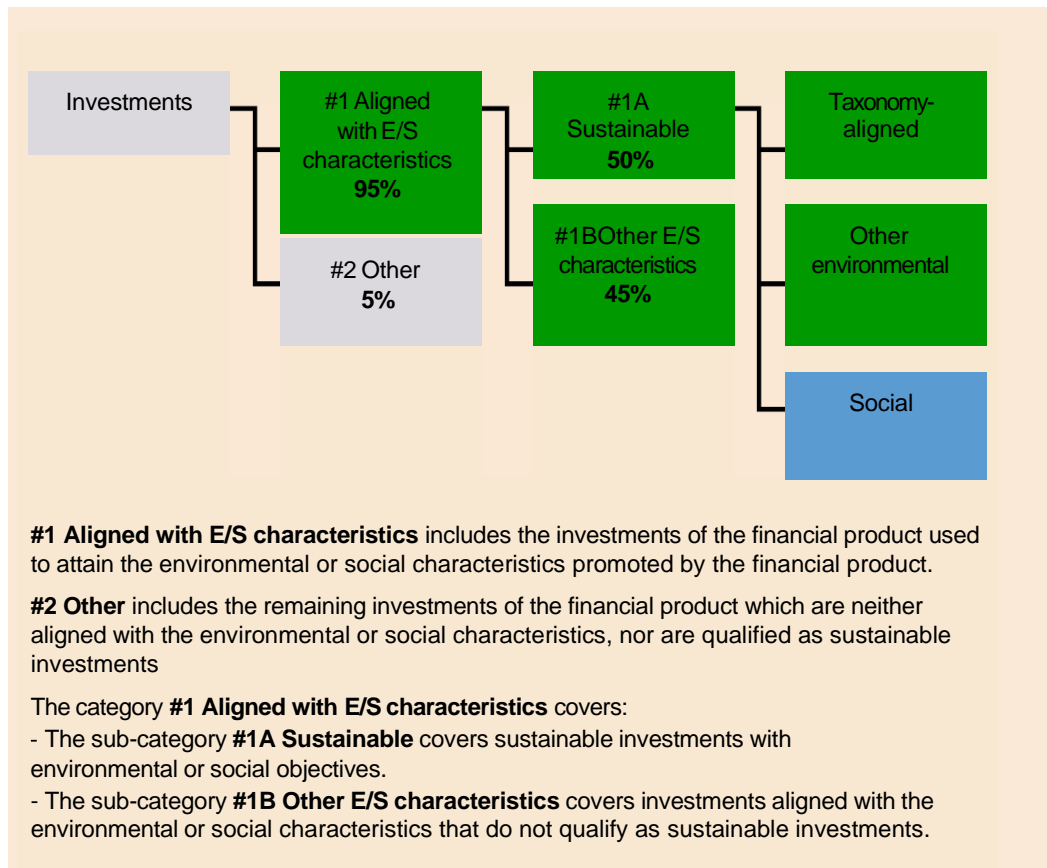 Investments
#1 Aligned
with E/S
characteristics
95%
#2 Other
5%
#1A
Sustainable
50%
#1BOther E/S
characteristics
45%
Taxonomy-
aligned
Other
environmental
Social
#1 Aligned with E/S characteristics includes the investments of the financial product used
to attain the environmental or social characteristics promoted by the financial product.
#2 Other includes the remaining investments of the financial product which are neither
aligned with the environmental or social characteristics, nor are qualified as sustainable
investments
The category #1 Aligned with E/S characteristics covers:
- The sub-category #1A Sustainable covers sustainable investments with
environmental or social objectives.
- The sub-category #1B Other E/S characteristics covers investments aligned with the
environmental or social characteristics that do not qualify as sustainable investments.